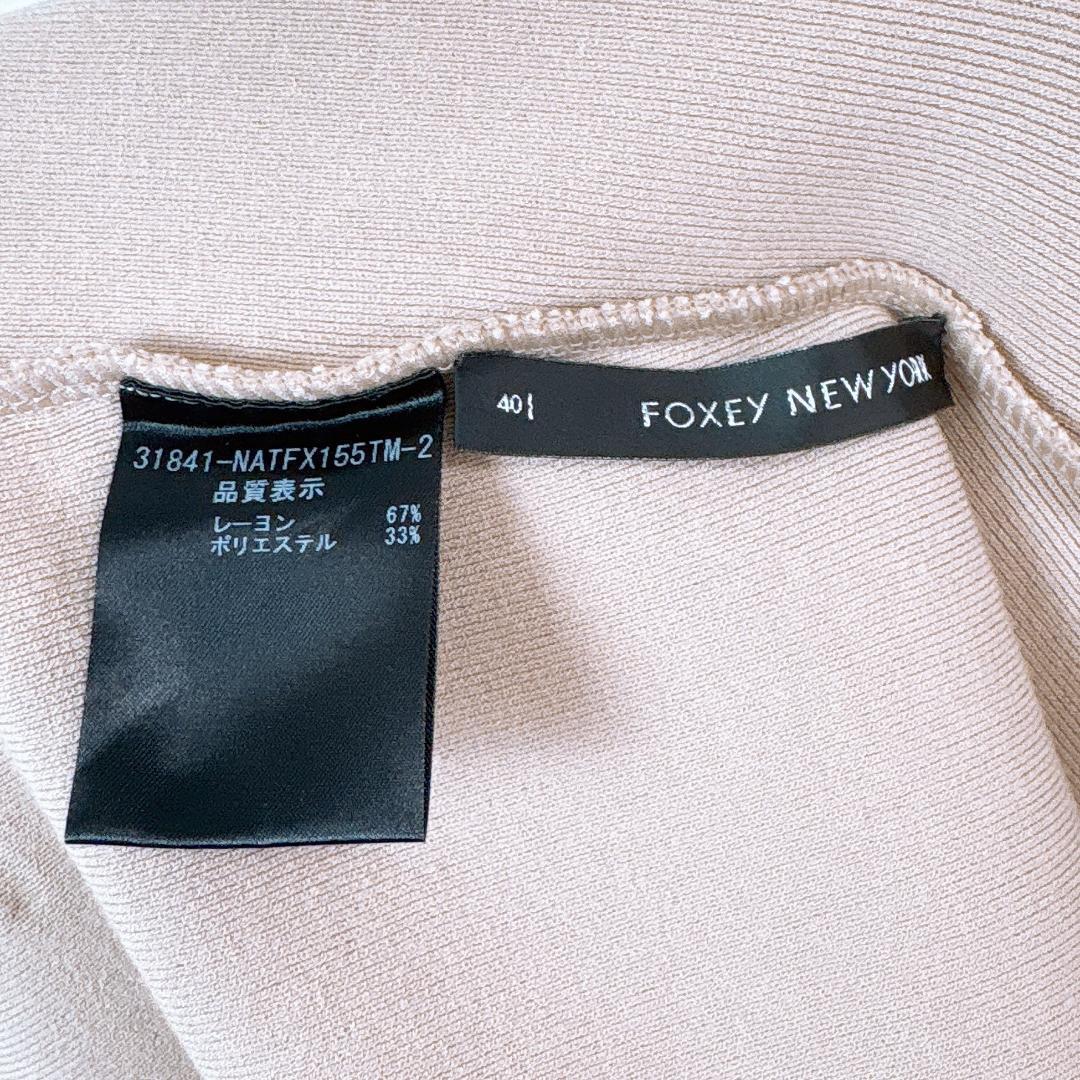 31841-NATFX155TM-2
品質表示
レーヨン 67%
ポリエステル 33%
40 FOXEY NEW YORK